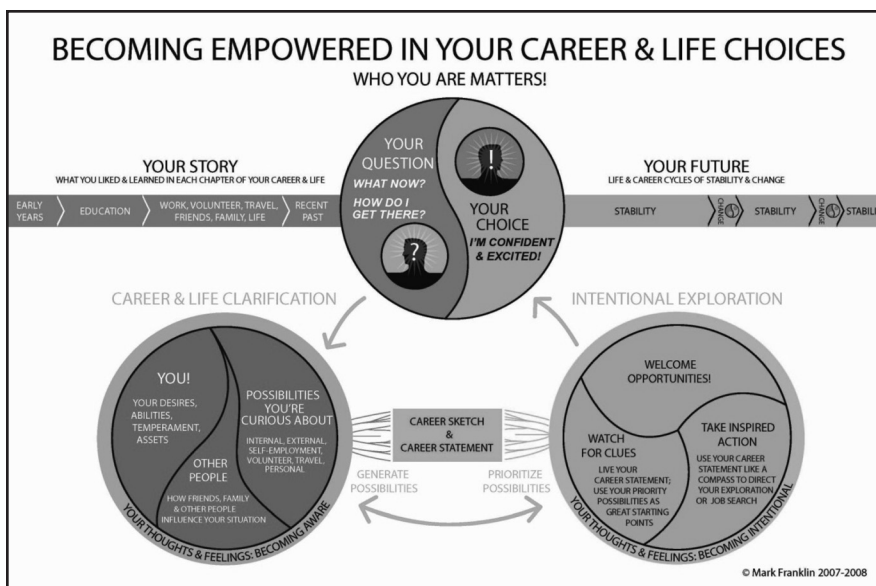 BECOMING EMPOWERED IN YOUR CAREER & LIFE CHOICES
WHO YOU ARE MATTERS!
YOUR STORY
WHAT YOU LIKED & LEARNED IN EACH CHAPTER OF YOUR CAREER & LIFE
EARLY
YEARS
EDUCATION
WORK, VOLUNTEER, TRAVEL,
FRIENDS, FAMILY, LIFE
RECENT
PAST
YOUR
QUESTION
WHAT NOW?
HOW DO I
GET THERE?
?
!
YOUR
CHOICE
I'M CONFIDENT
& EXCITED!
YOUR FUTURE
LIFE & CAREER CYCLES OF STABILITY & CHANGE
STABILITY
CHANGE
STABILITY
CHANGE
STABILI
CAREER & LIFE CLARIFICATION
INTENTIONAL EXPLORATION
YOU!
YOUR DESIRES,
ABILITIES,
TEMPERAMENT,
ASSETS
POSSIBILITIES
YOU'RE
CURIOUS ABOUT
INTERNAL, EXTERNAL,
SELF-EMPLOYMENT,
VOLUNTEER, TRAVEL,
PERSONAL
OTHER
PEOPLE
HOW FRIENDS, FAMILY
& OTHER PEOPLE
INFLUENCE YOUR SITUATION
YOUR THOUGHTS & FEELINGS: BECOMING AWARE
CAREER SKETCH
&
CAREER STATEMENT
GENERATE
POSSIBILITIES
PRIORITIZE
POSSIBILITIES
WELCOME
OPPORTUNITIES!
WATCH
FOR CLUES
LIVE YOUR
CAREER STATEMENT;
USE YOUR PRIORITY
POSSIBILITIES AS
GREAT STARTING
POINTS
TAKE INSPIRED
ACTION
USE YOUR CAREER
STATEMENT LIKE A
COMPASS TO DIRECT
YOUR EXPLORATION
OR JOB SEARCH
YOUR THOUGHTS & FEELINGS: BECOMING INTENTIONAL
© Mark Franklin 2007-2008